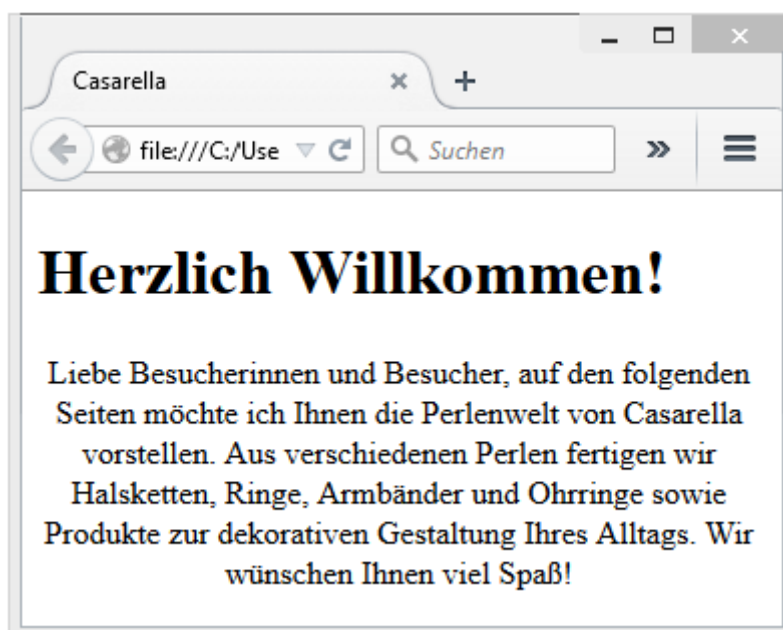 Casarella
file:///C:/Use
Suchen
Herzlich Willkommen!
Liebe Besucherinnen und Besucher, auf den folgenden
Seiten möchte ich Ihnen die Perlenwelt von Casarella
vorstellen. Aus verschiedenen Perlen fertigen wir
Halsketten, Ringe, Armbänder und Ohrringe sowie
Produkte zur dekorativen Gestaltung Ihres Alltags. Wir
wünschen Ihnen viel Spaß!